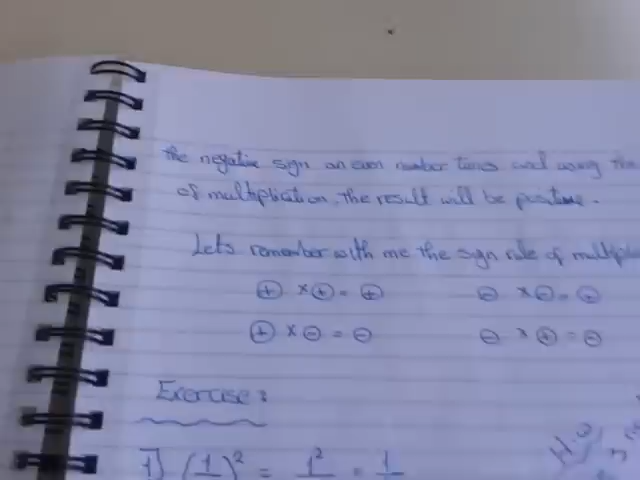 the negative sign an even number times and using the
of multiplication, the result will be positive.
Lets remember with me the sign rule of multiplic
⊕ × ⊕ = ⊕ ⊖ × ⊖ = ⊕
⊕ × ⊖ = ⊖ ⊖ × ⊕ = ⊖
Exercise:
1] (1/)² = 1²/ = 1/
H.W